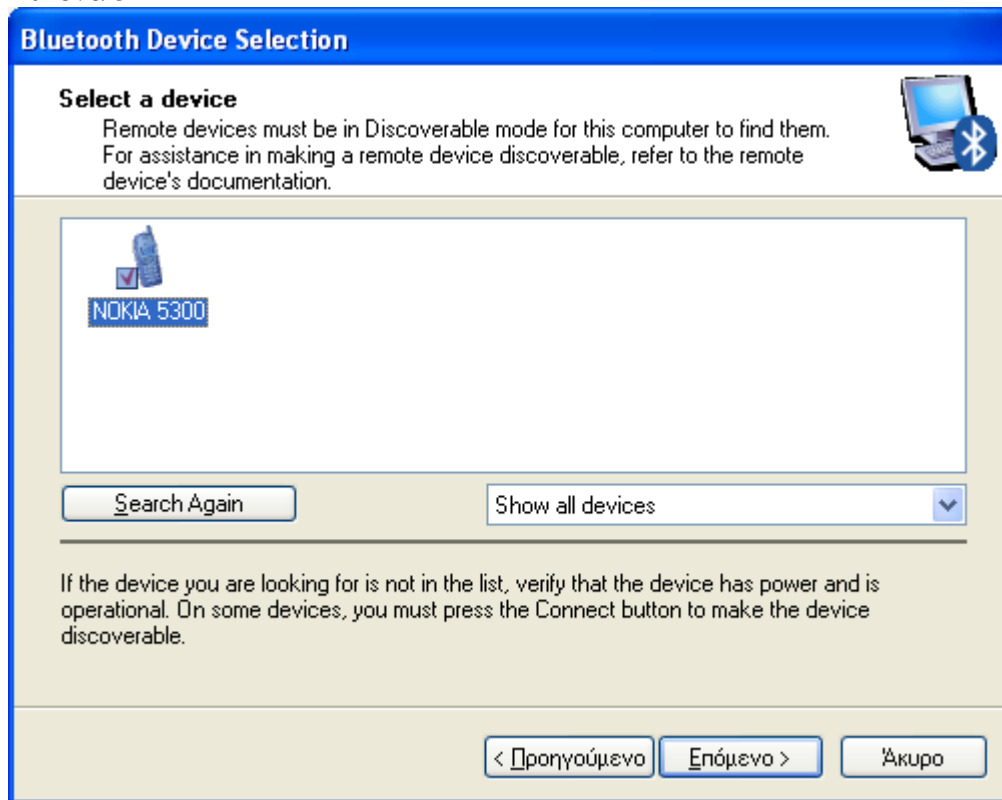 Bluetooth Device Selection
Select a device
Remote devices must be in Discoverable mode for this computer to find them.
For assistance in making a remote device discoverable, refer to the remote
device's documentation.
NOKIA 5300
Search Again
Show all devices
If the device you are looking for is not in the list, verify that the device has power and is
operational. On some devices, you must press the Connect button to make the device
discoverable.
< Προηγούμενο
Επόμενο >
Άκυρο